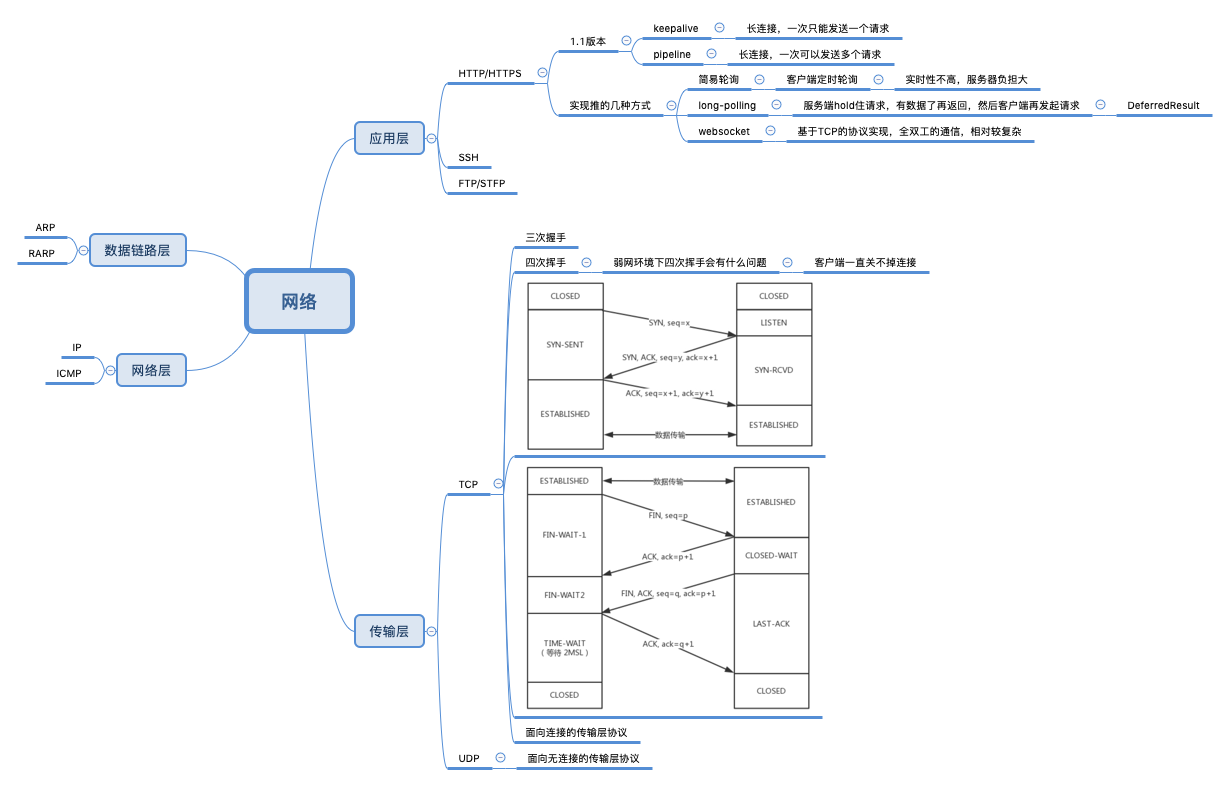 网络
应用层
HTTP/HTTPS
1.1版本
keepalive
长连接，一次只能发送一个请求
pipeline
长连接，一次可以发送多个请求
实现推的几种方式
简易轮询
客户端定时轮询
实时性不高，服务器负担大
long-polling
服务端hold住请求，有数据了再返回，然后客户端再发起请求
DeferredResult
websocket
基于TCP的协议实现，全双工的通信，相对较复杂
SSH
FTP/STFP
数据链路层
ARP
RARP
网络层
IP
ICMP
传输层
TCP
三次握手
四次挥手
弱网环境下四次挥手会有什么问题
客户端一直关不掉连接
CLOSED
CLOSED
LISTEN
SYN, seq=x
SYN-SENT
SYN, ACK, seq=y, ack=x+1
SYN-RCVD
ACK, seq=x+1, ack=y+1
ESTABLISHED
ESTABLISHED
数据传输
ESTABLISHED
数据传输
ESTABLISHED
FIN, seq=p
FIN-WAIT-1
ACK, ack=p+1
CLOSED-WAIT
FIN-WAIT2
FIN, ACK, seq=q, ack=p+1
LAST-ACK
TIME-WAIT
（等待 2MSL）
ACK, ack=q+1
CLOSED
CLOSED
面向连接的传输层协议
UDP
面向无连接的传输层协议